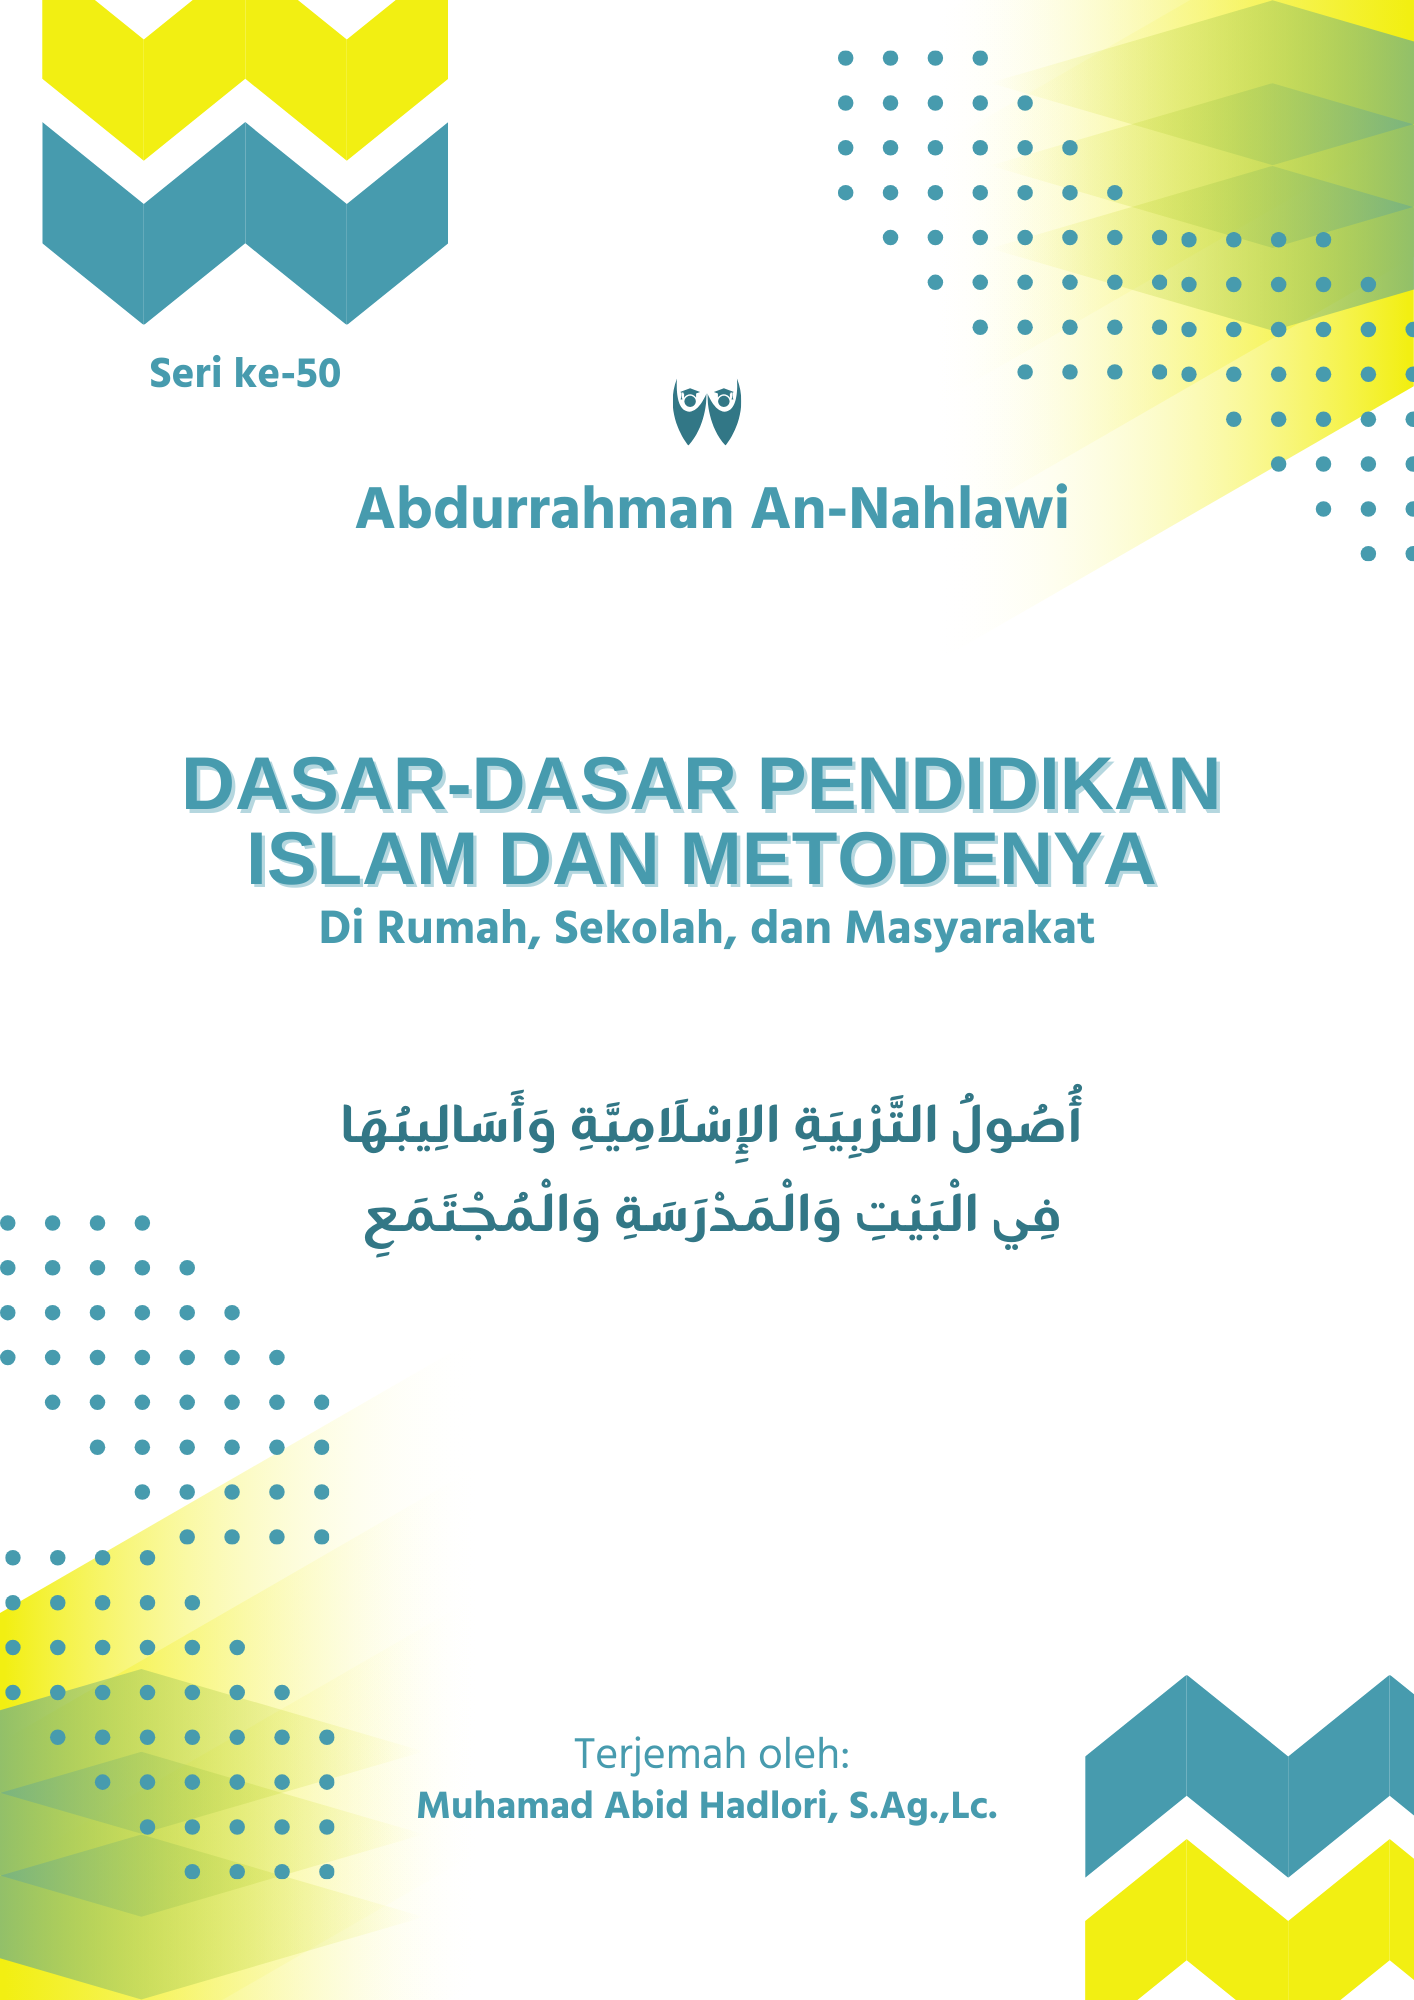 Seri ke-50
Abdurrahman An-Nahlawi
DASAR-DASAR PENDIDIKAN
ISLAM DAN METODENYA
Di Rumah, Sekolah, dan Masyarakat
أُصُولُ التَّرْبِيَةِ الإِسْلَامِيَّةِ وَأَسَالِيبُهَا
فِي الْبَيْتِ وَالْمَدْرَسَةِ وَالْمُجْتَمَعِ
Terjemah oleh:
Muhamad Abid Hadlori, S.Ag.,Lc.